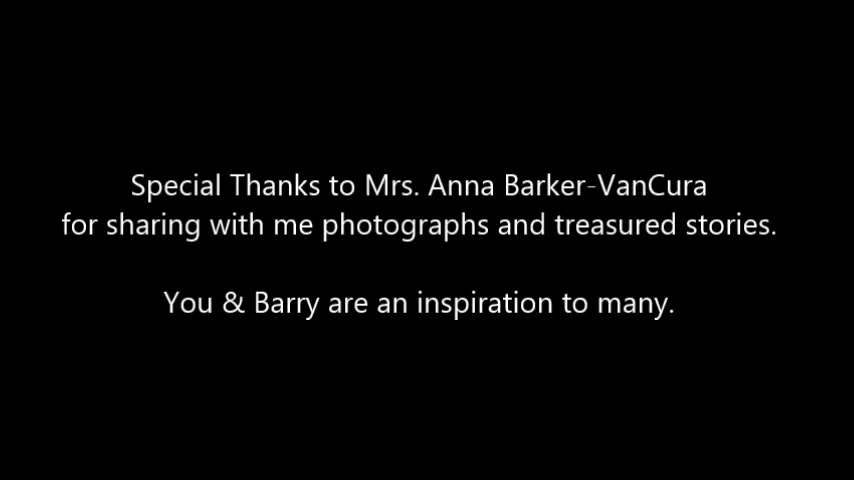 Special Thanks to Mrs. Anna Barker-VanCura
for sharing with me photographs and treasured stories.
You & Barry are an inspiration to many.